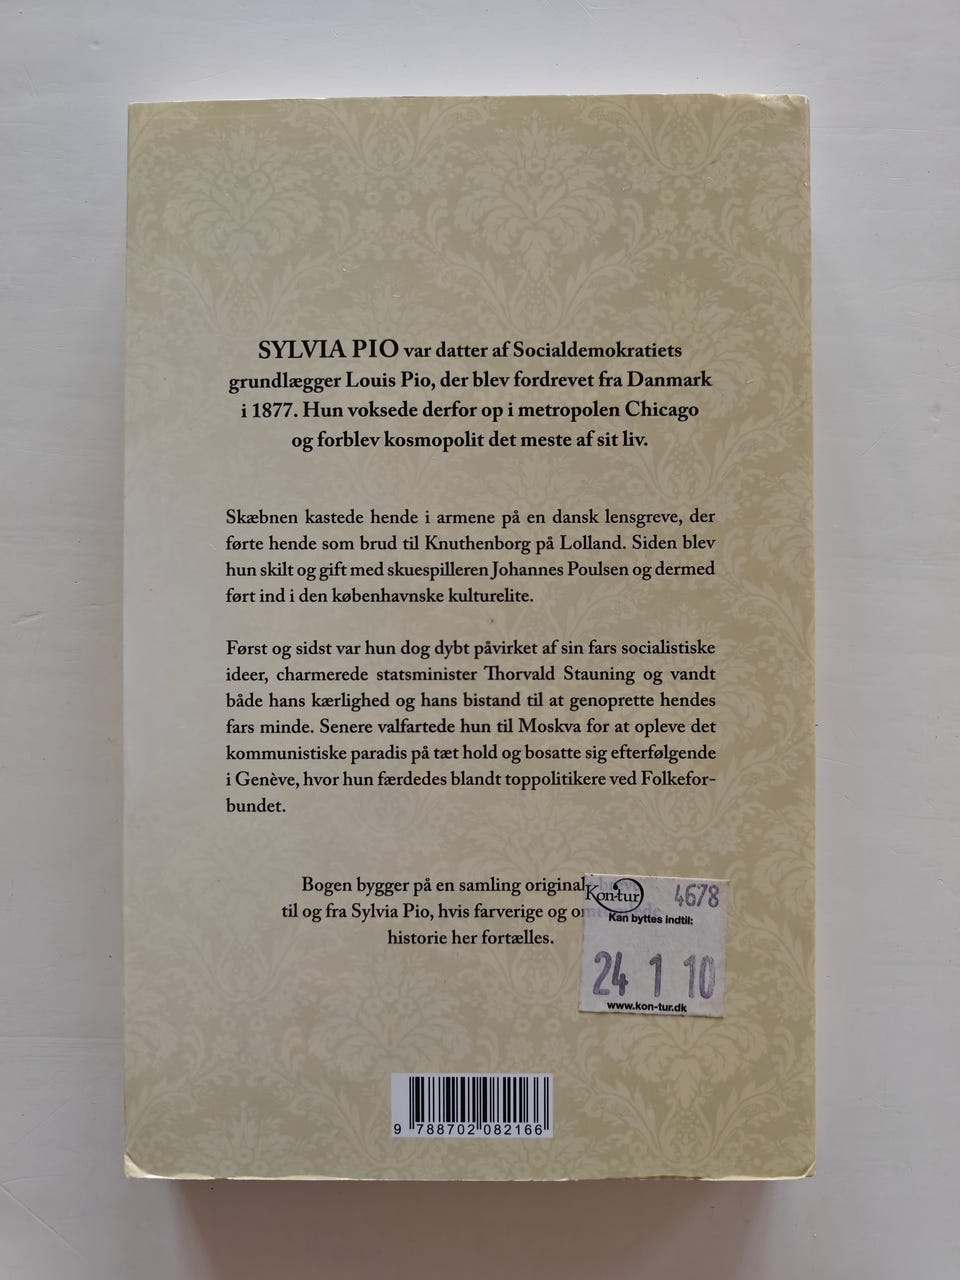 SYLVIA PIO var datter af Socialdemokratiets
grundlægger Louis Pio, der blev fordrevet fra Danmark
i 1877. Hun voksede derfor op i metropolen Chicago
og forblev kosmopolit det meste af sit liv.
Skæbnen kastede hende i armene på en dansk lensgreve, der
førte hende som brud til Knuthenborg på Lolland. Siden blev
hun skilt og gift med skuespilleren Johannes Poulsen og dermed
ført ind i den københavnske kulturelite.
Først og sidst var hun dog dybt påvirket af sin fars socialistiske
ideer, charmerede statsminister Thorvald Stauning og vandt
både hans kærlighed og hans bistand til at genoprette hendes
fars minde. Senere valfartede hun til Moskva for at opleve det
kommunistiske paradis på tæt hold og bosatte sig efterfølgende
i Genève, hvor hun færdedes blandt toppolitikere ved Folkefor-
bundet.
Bogen bygger på en samling original
til og fra Sylvia Pio, hvis farverige og
historie her fortælles.
Kon-tur 4678
Kan byttes indtil:
24 1 10
www.kon-tur.dk
9 788702 082166